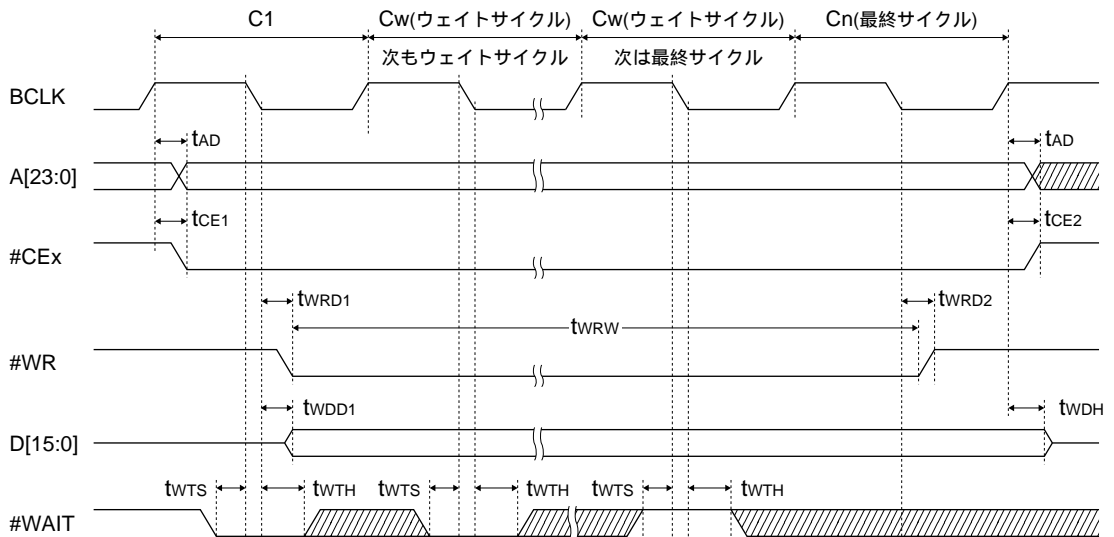 C1 Cw(ウェイトサイクル) Cw(ウェイトサイクル) Cn(最終サイクル)
次もウェイトサイクル 次は最終サイクル
BCLK
tAD tAD
A[23:0]
tCE1 tCE2
#CEx
tWRD1 tWRD2
tWRW
#WR
tWDD1 tWDH
D[15:0]
tWTS tWTH tWTS tWTH tWTS tWTH
#WAIT